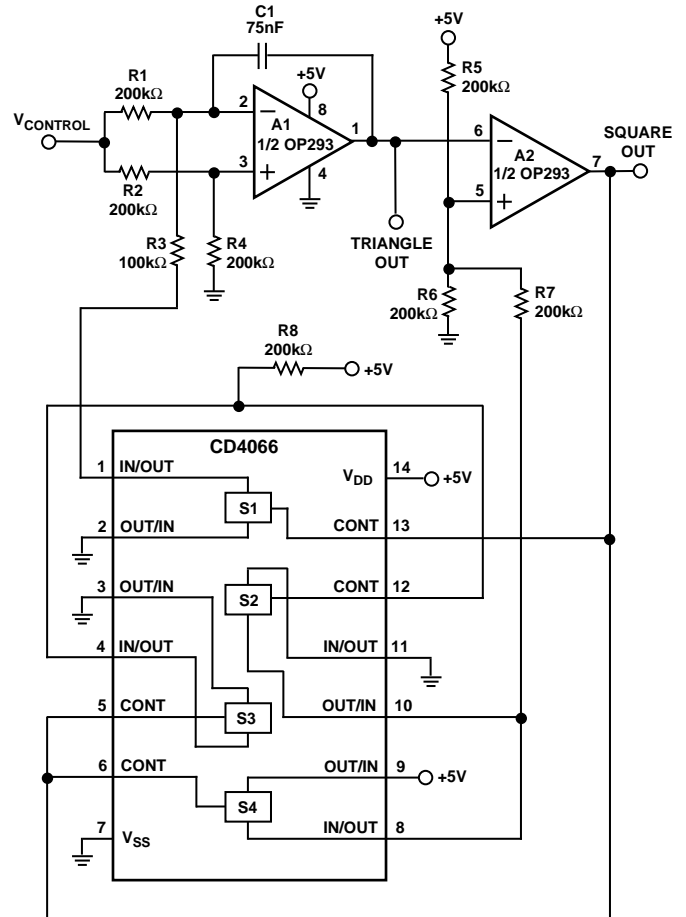 C1
75nF
+5V
R1
200kΩ
+5V
R5
200kΩ
VCONTROL
2
−
8
A1
1/2 OP293
1
3
+
4
R2
200kΩ
6
−
A2
1/2 OP293
7
5
+
SQUARE
OUT
R3
100kΩ
R4
200kΩ
TRIANGLE
OUT
R6
200kΩ
R7
200kΩ
R8
200kΩ
+5V
CD4066
1 IN/OUT
VDD 14
+5V
S1
2 OUT/IN
CONT 13
3 OUT/IN
S2
CONT 12
4 IN/OUT
IN/OUT 11
5 CONT
S3
OUT/IN 10
6 CONT
OUT/IN 9
+5V
S4
7 VSS
IN/OUT 8